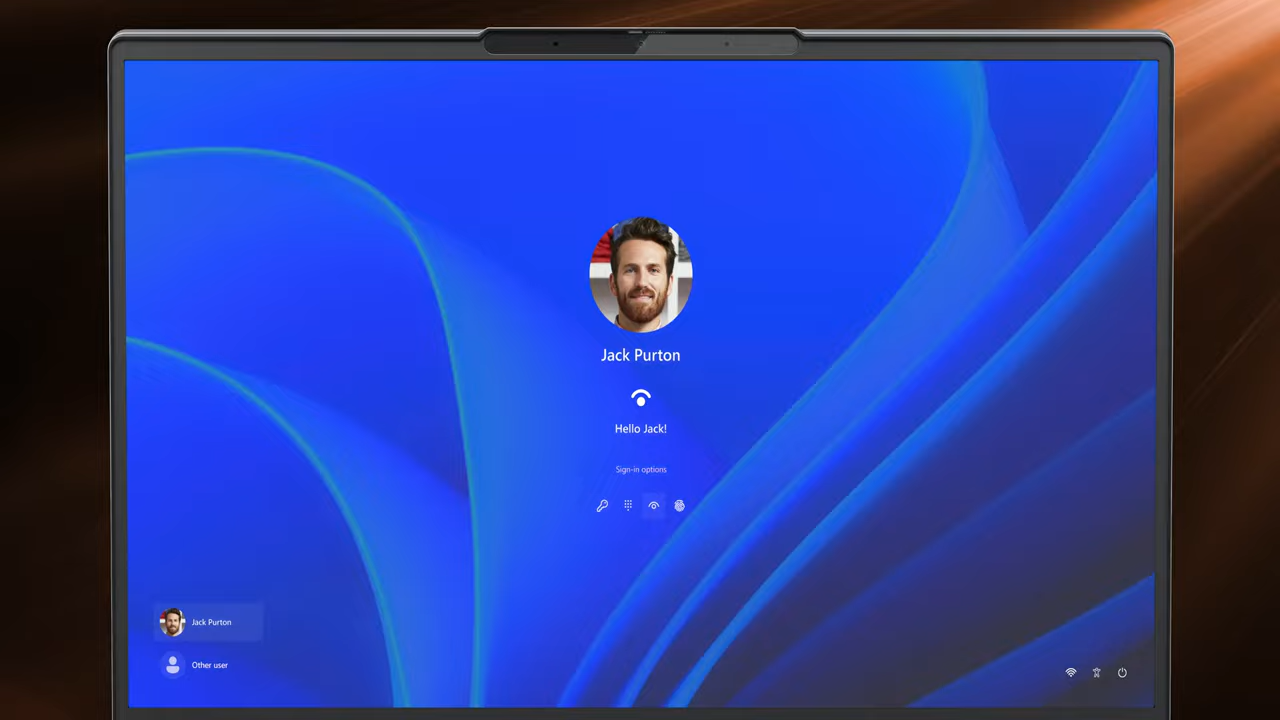 Jack Purton
Hello Jack!
Sign-in options
Jack Purton
Other user